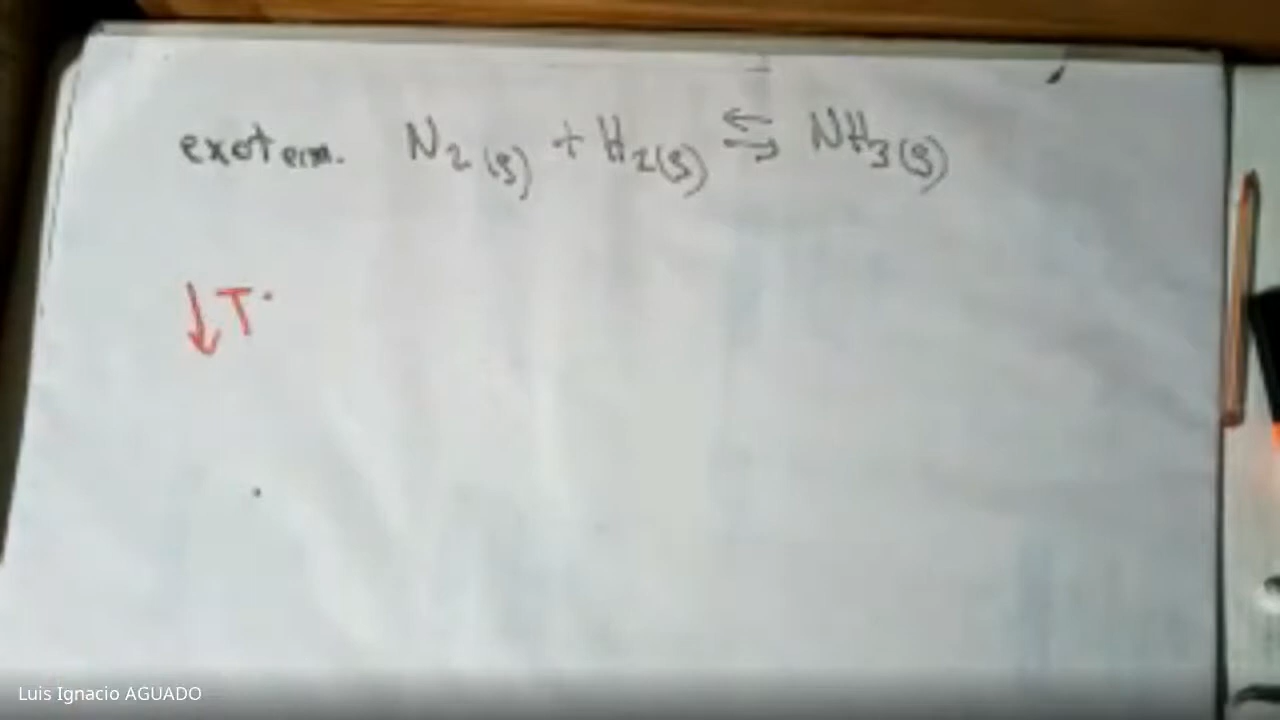 exoterm. N₂(g) + H₂(g) ⇆ NH₃(g)
↓T.
Luis Ignacio AGUADO